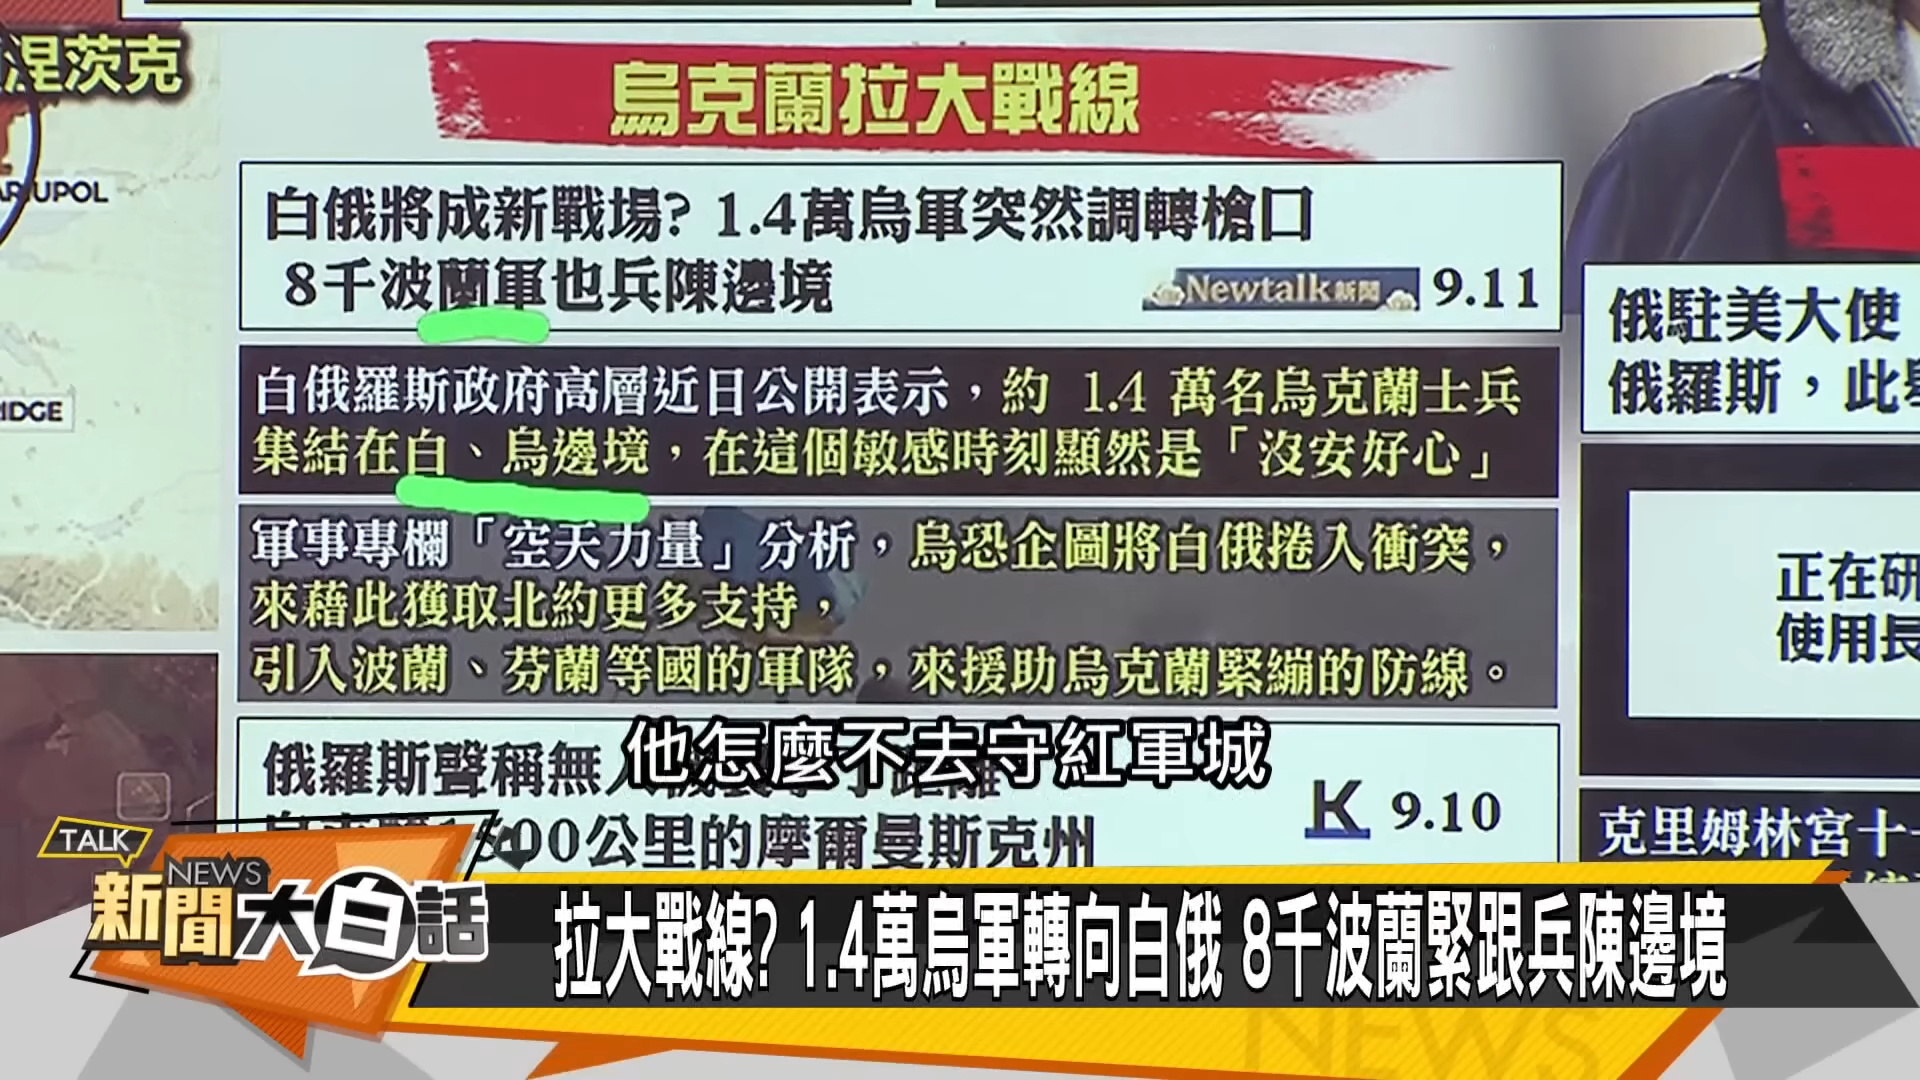 涅茨克
ARIUPOL
IDGE
烏克蘭拉大戰線
白俄將成新戰場? 1.4萬烏軍突然調轉槍口
8千波蘭軍也兵陳邊境
Newtalk新聞 9.11
白俄羅斯政府高層近日公開表示，約 1.4 萬名烏克蘭士兵
集結在白、烏邊境，在這個敏感時刻顯然是「沒安好心」
軍事專欄「空天力量」分析，烏恐企圖將白俄捲入衝突，
來藉此獲取北約更多支持，
引入波蘭、芬蘭等國的軍隊，來援助烏克蘭緊繃的防線。
俄羅斯聲稱無人
00公里的摩爾曼斯克州
K 9.10
俄駐美大使
俄羅斯，此
正在研
使用長
克里姆林宮十
他怎麼不去守紅軍城
TALK
NEWS
新聞大白話
拉大戰線? 1.4萬烏軍轉向白俄 8千波蘭緊跟兵陳邊境
NEWS